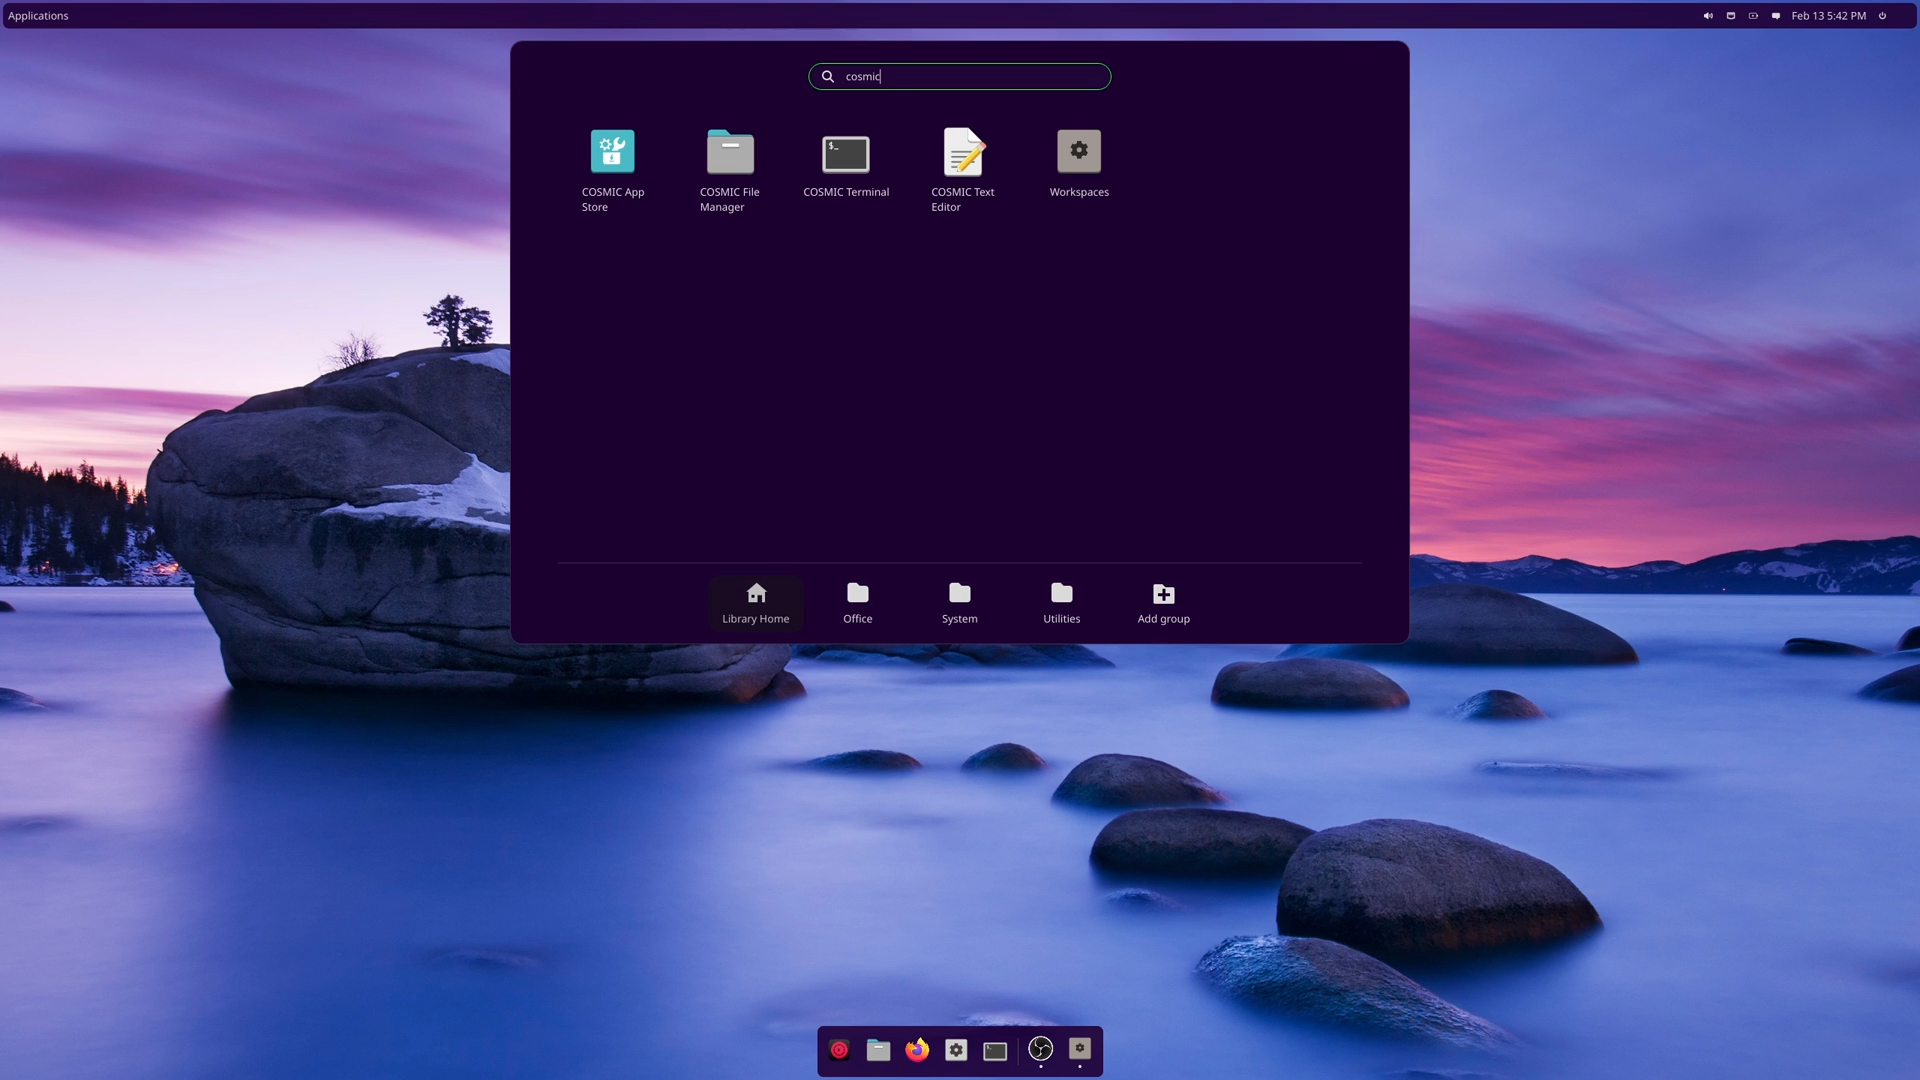 Applications
Feb 13 5:42 PM
cosmic
COSMIC App
Store
COSMIC File
Manager
COSMIC Terminal
COSMIC Text
Editor
Workspaces
Library Home
Office
System
Utilities
Add group